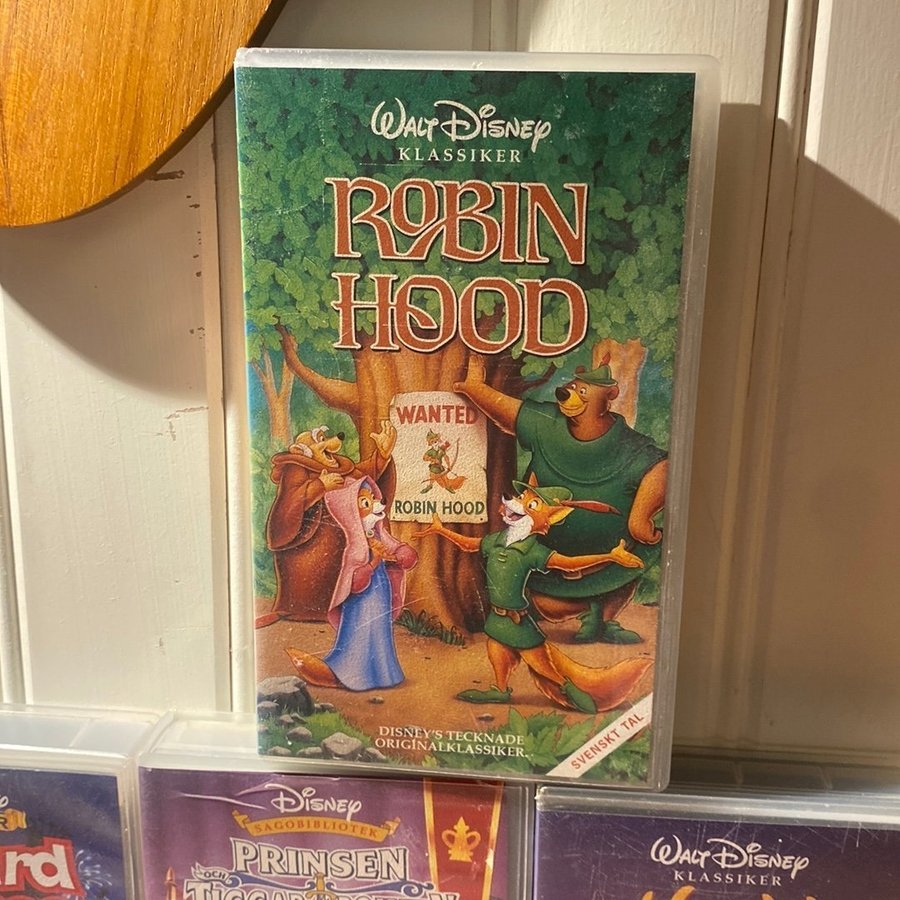 WALT DISNEY
KLASSIKER
ROBIN
HOOD
WANTED
ROBIN HOOD
DISNEY'S TECKNADE
ORIGINALKLASSIKER.
SVENSKT TAL
DISNEY
SAGOBIBLIOTEK
PRINSEN
OCH
WALT DISNEY
KLASSIKER